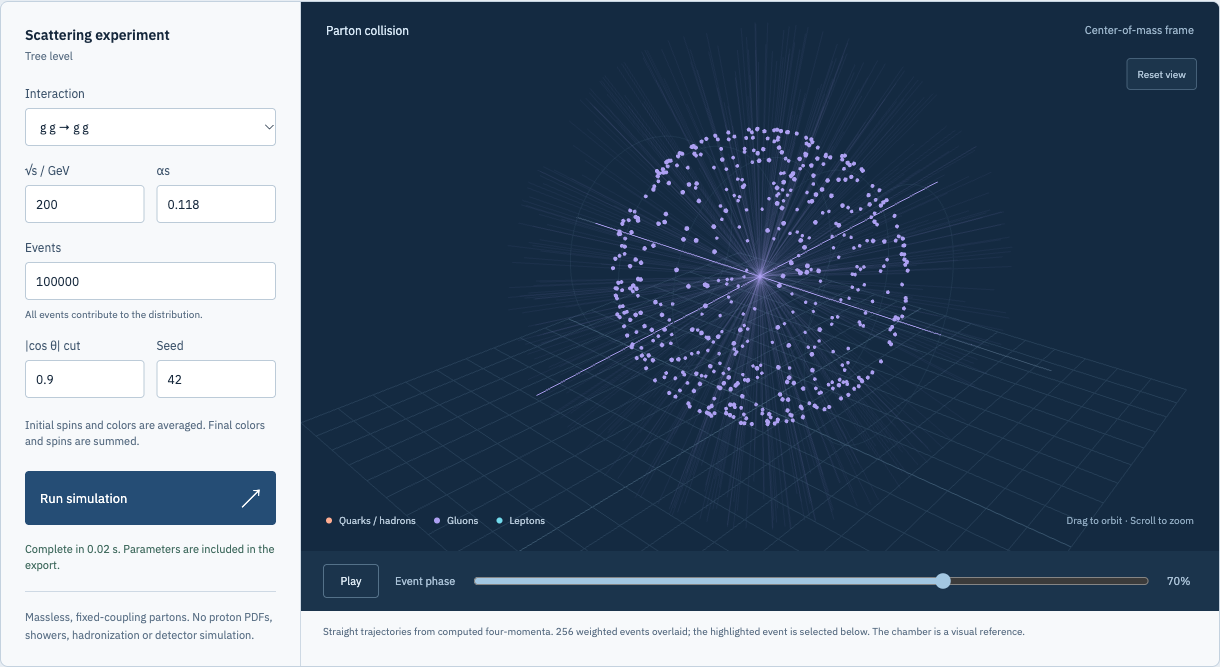 Scattering experiment
Tree level
Interaction
g g → g g
√s / GeV
αs
200
0.118
Events
100000
All events contribute to the distribution.
|cos θ| cut
Seed
0.9
42
Initial spins and colors are averaged. Final colors
and spins are summed.
Run simulation
Complete in 0.02 s. Parameters are included in the
export.
Massless, fixed-coupling partons. No proton PDFs,
showers, hadronization or detector simulation.
Parton collision
Center-of-mass frame
Reset view
Quarks / hadrons
Gluons
Leptons
Drag to orbit · Scroll to zoom
Play
Event phase
70%
Straight trajectories from computed four-momenta. 256 weighted events overlaid; the highlighted event is selected below. The chamber is a visual reference.